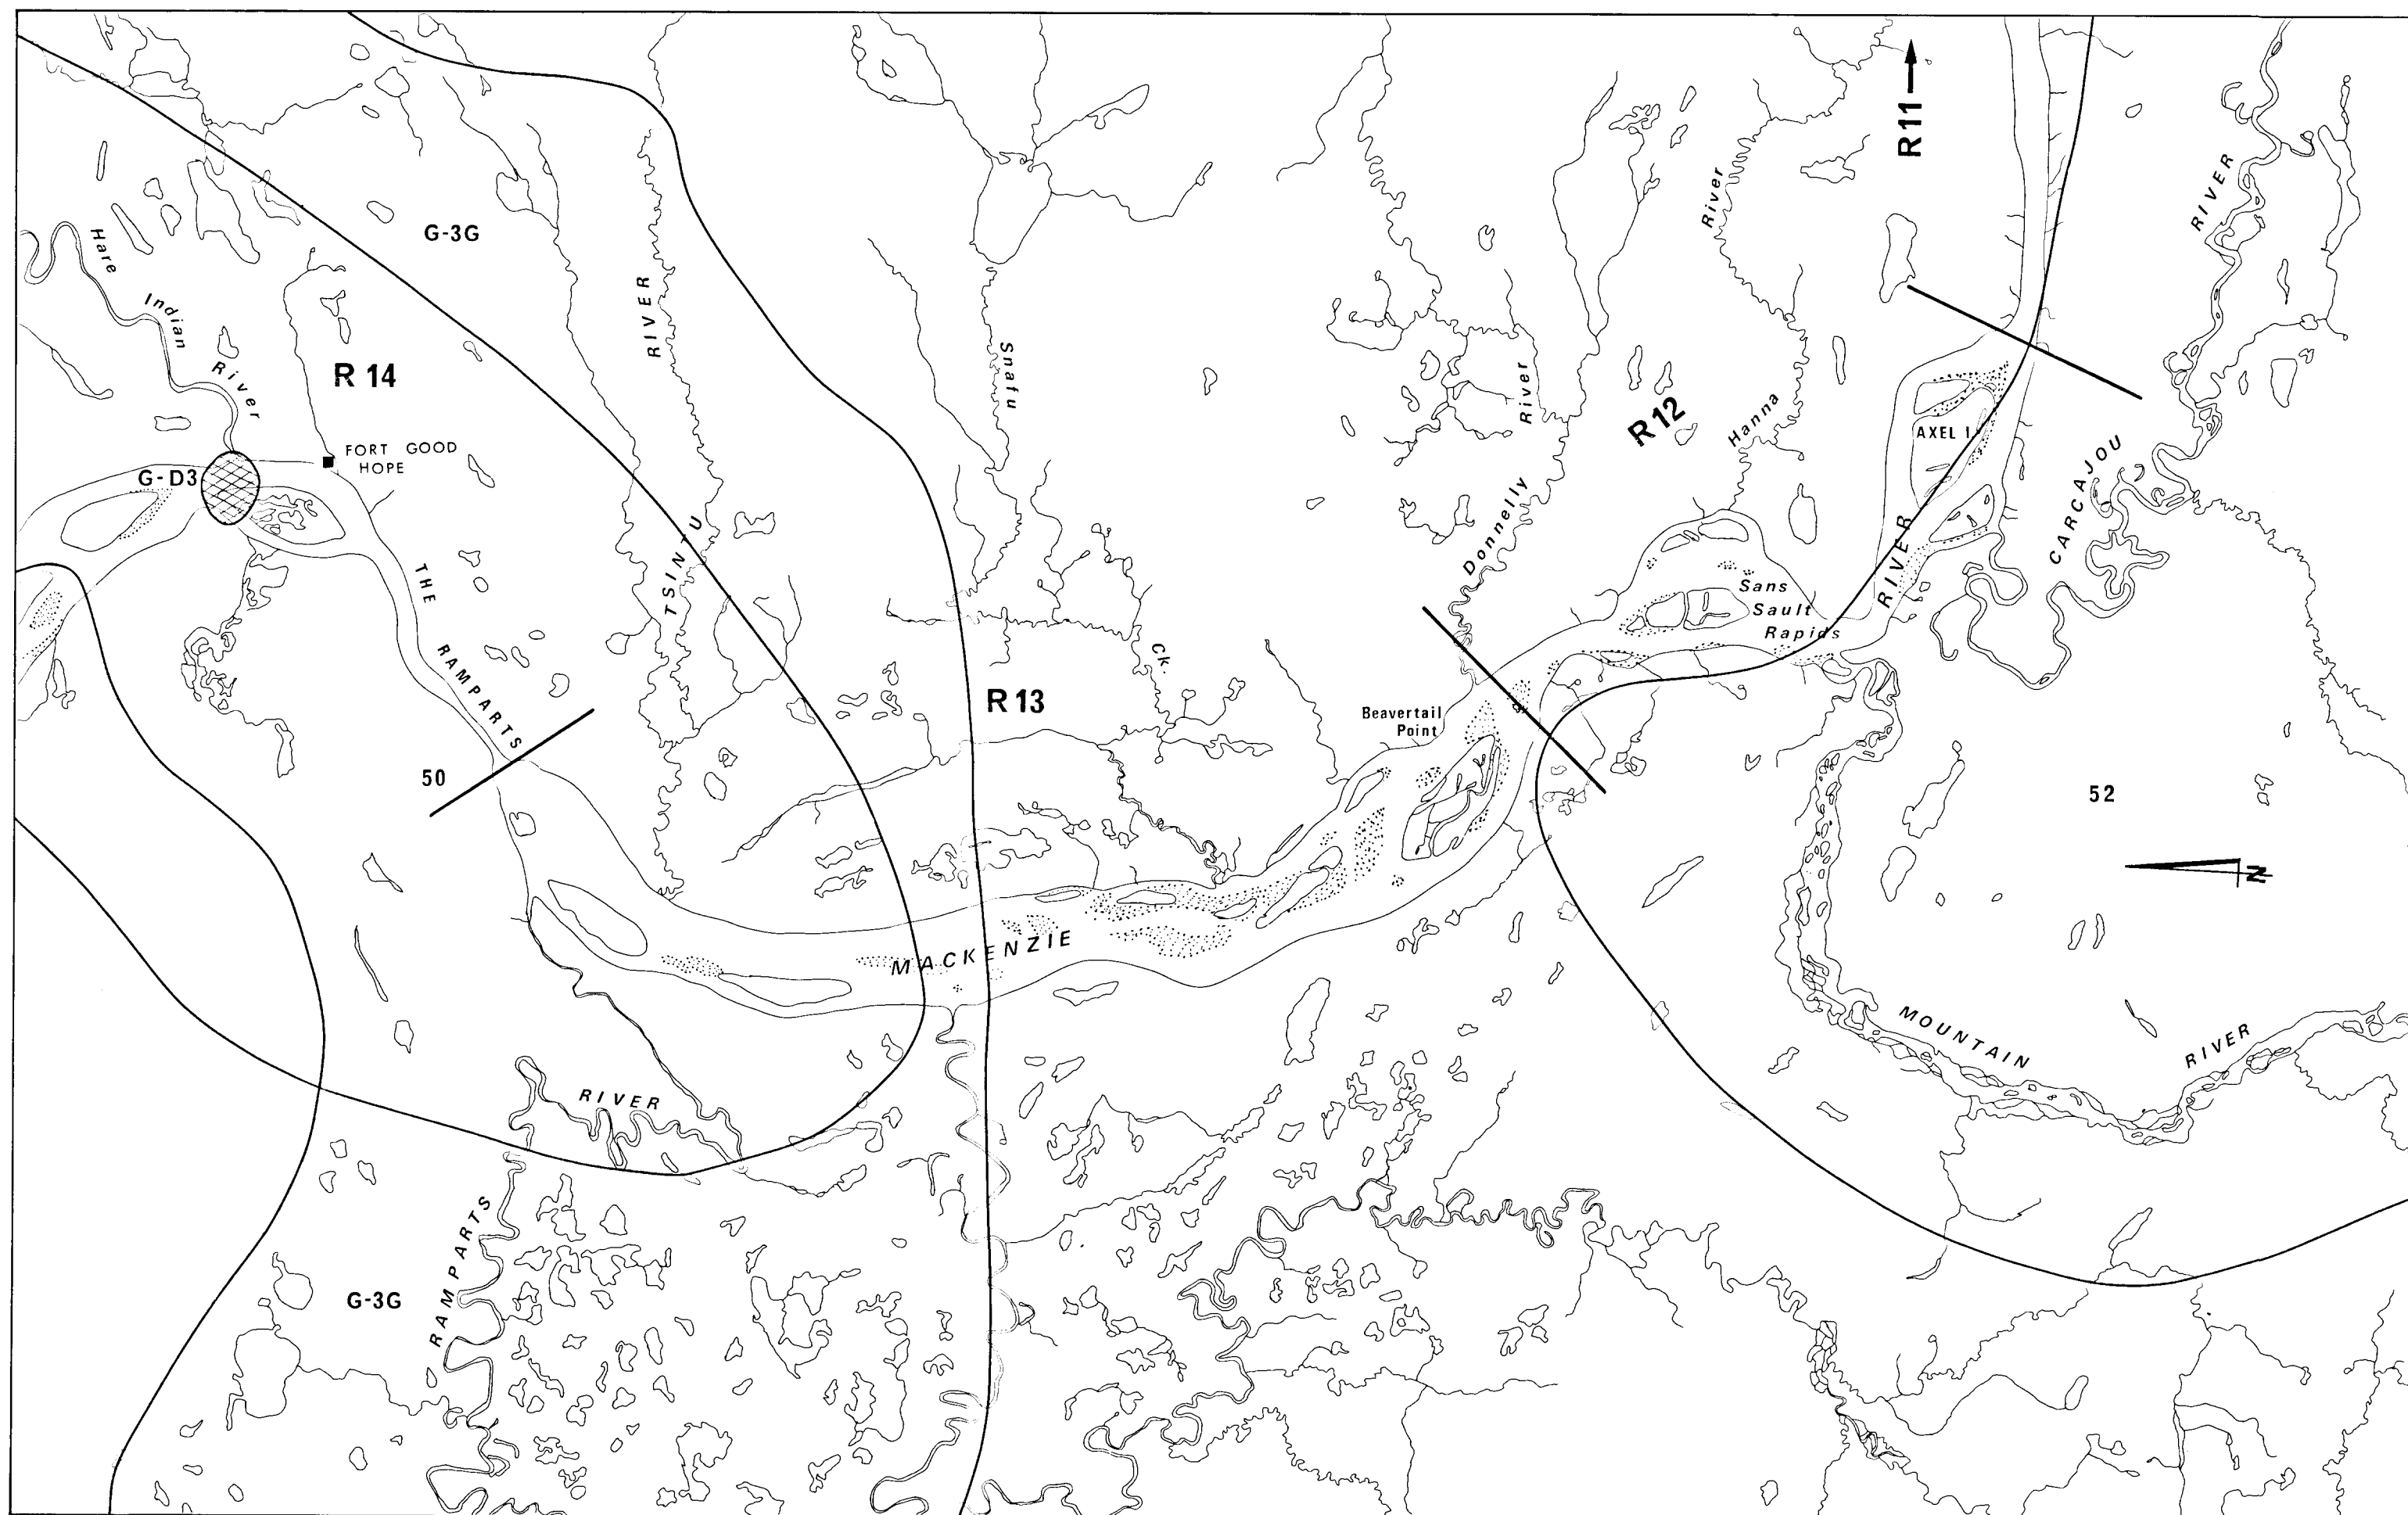 R11
RIVER
G-3G
Hare
Indian
River
RIVER
TSINTU
River
Snafu
Ck.
R 14
River
Donnelly
R12
Hanna
AXEL I
FORT GOOD
HOPE
G-D3
CARCAJOU
RIVER
THE
RAMPARTS
Sans
Sault
Rapids
R 13
Beavertail
Point
50
52
N
MACKENZIE
MOUNTAIN
RIVER
RIVER
RAMPARTS
G-3G